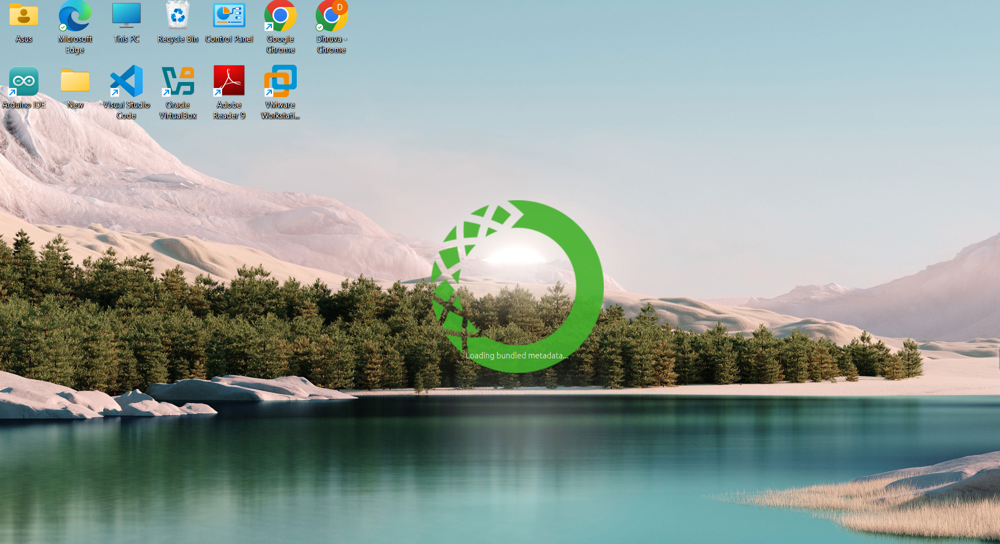 Asus
Microsoft
Edge
This PC
Recycle Bin
Control Panel
Google
Chrome
D
Dhruva -
Chrome
Arduino IDE
New
Visual Studio
Code
Oracle
VirtualBox
Adobe
Reader 9
VMware
Workstati...
Loading bundled metadata...